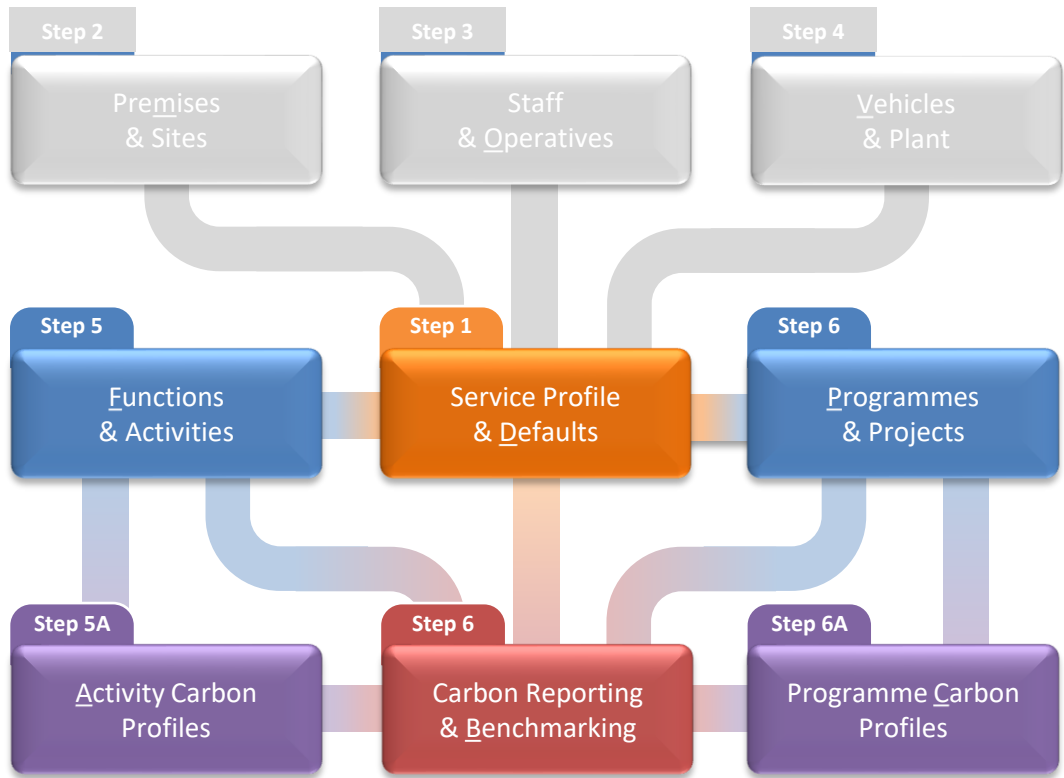 Step 2
Premises
& Sites
Step 3
Staff
& Operatives
Step 4
Vehicles
& Plant
Step 5
Functions
& Activities
Step 1
Service Profile
& Defaults
Step 6
Programmes
& Projects
Step 5A
Activity Carbon
Profiles
Step 6
Carbon Reporting
& Benchmarking
Step 6A
Programme Carbon
Profiles